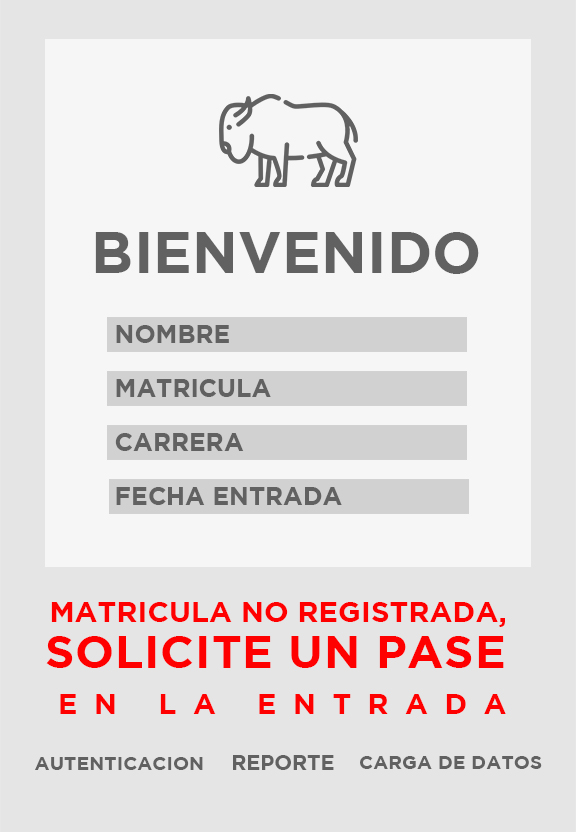 BIENVENIDO
NOMBRE
MATRICULA
CARRERA
FECHA ENTRADA
MATRICULA NO REGISTRADA,
SOLICITE UN PASE
EN LA ENTRADA
AUTENTICACION REPORTE CARGA DE DATOS